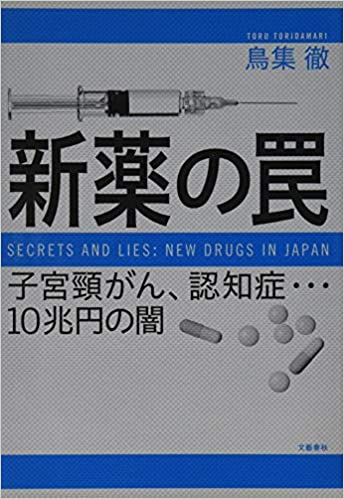 TORU TORIDAMARI
鳥集 徹
新薬の罠
SECRETS AND LIES: NEW DRUGS IN JAPAN
子宮頸がん、認知症…
10兆円の闇
文藝春秋